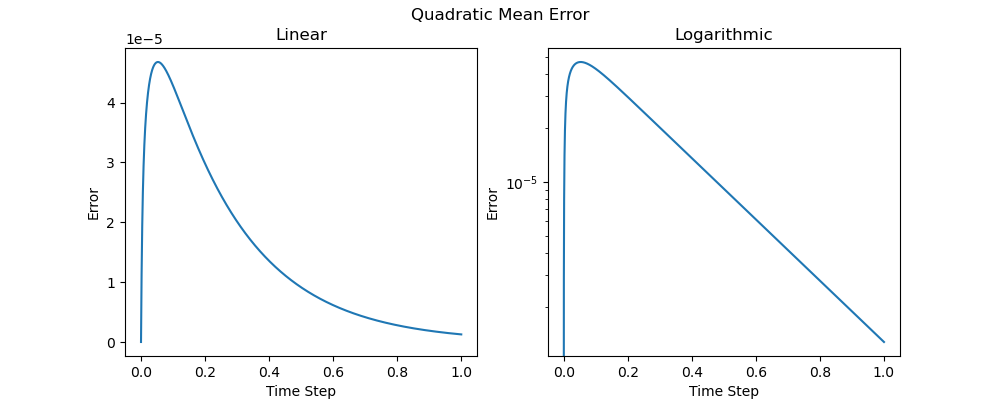 Quadratic Mean Error
Linear
1e−5
4
3
2
1
0
Error
0.0 0.2 0.4 0.6 0.8 1.0
Time Step
Logarithmic
10−5
Error
0.0 0.2 0.4 0.6 0.8 1.0
Time Step